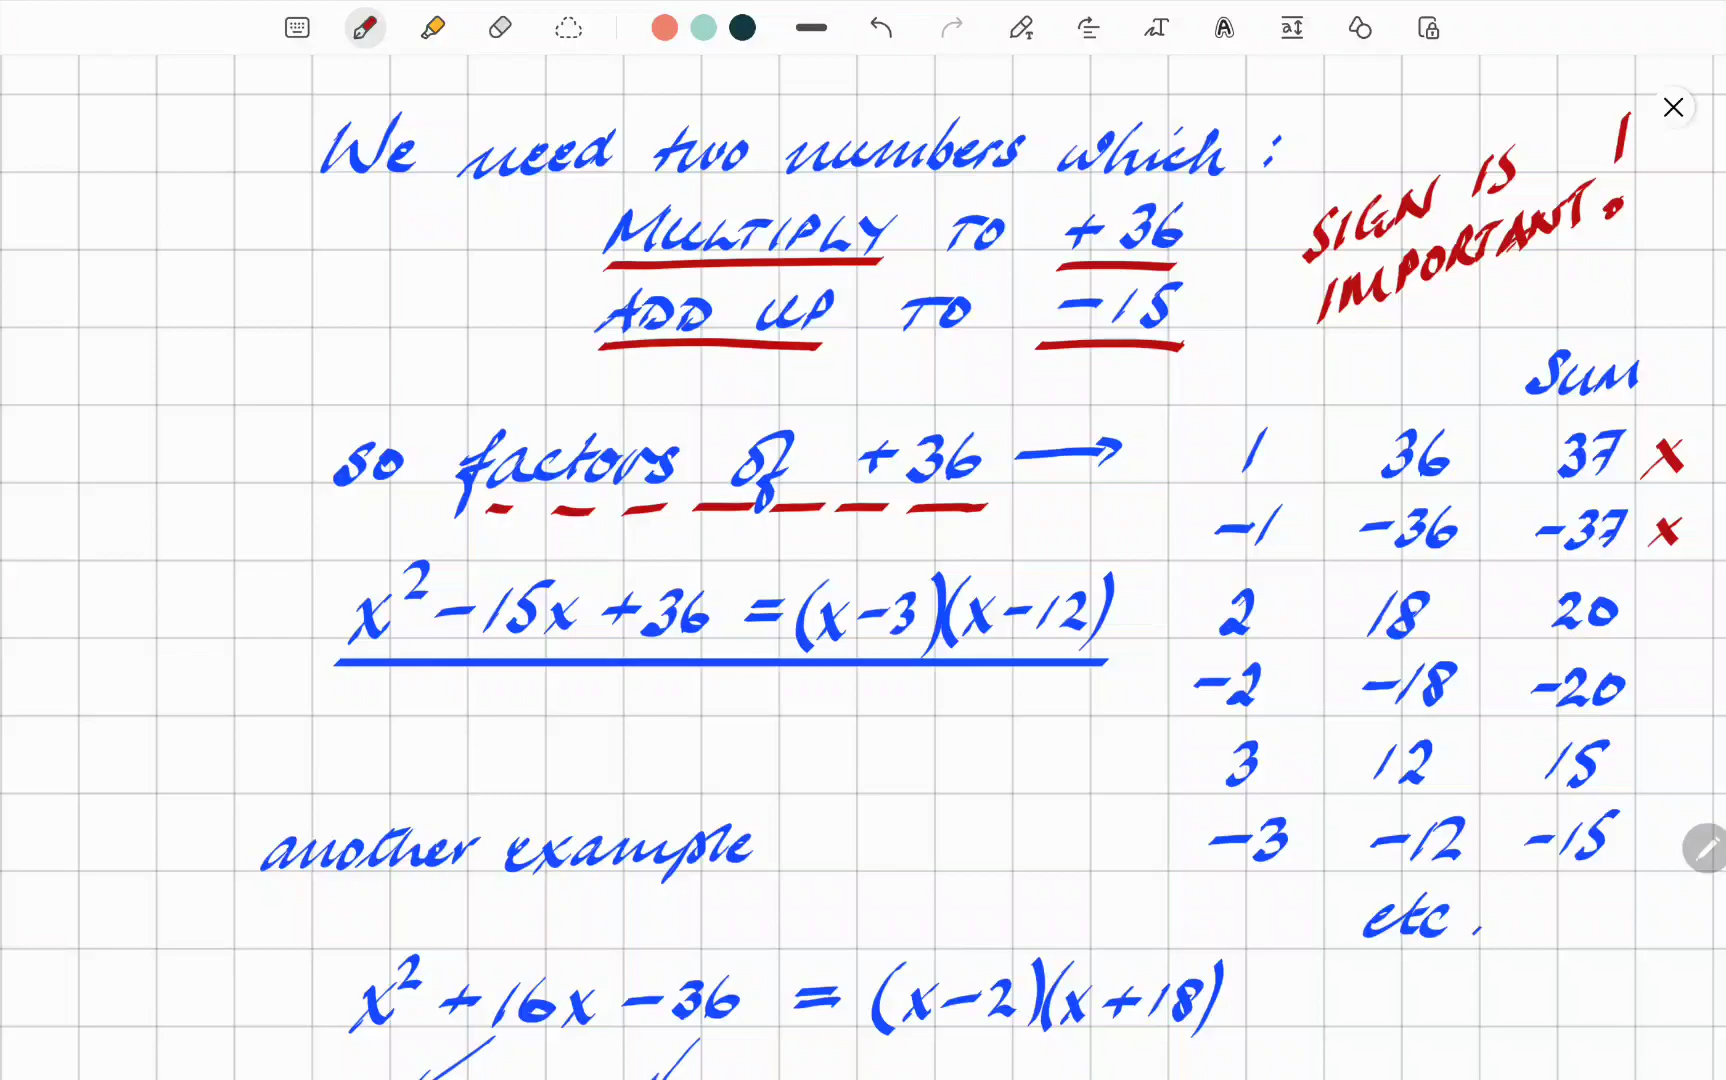 We need two numbers which :
MULTIPLY TO +36
ADD UP TO -15
SIGN IS
IMPORTANT!
Sum
so factors of +36 → 1 36 37 x
-1 -36 -37 x
x² - 15x + 36 = (x-3)(x-12)
2 18 20
-2 -18 -20
3 12 15
another example
-3 -12 -15
etc.
x² + 16x - 36 = (x-2)(x+18)